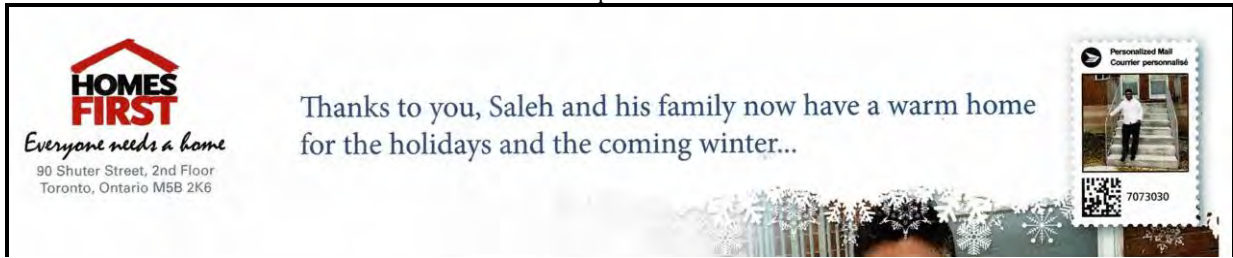 HOMES
FIRST
Everyone needs a home
90 Shuter Street, 2nd Floor
Toronto, Ontario M5B 2K6
Thanks to you, Saleh and his family now have a warm home
for the holidays and the coming winter...
Personalized Mail
Courrier personnalisé
7073030